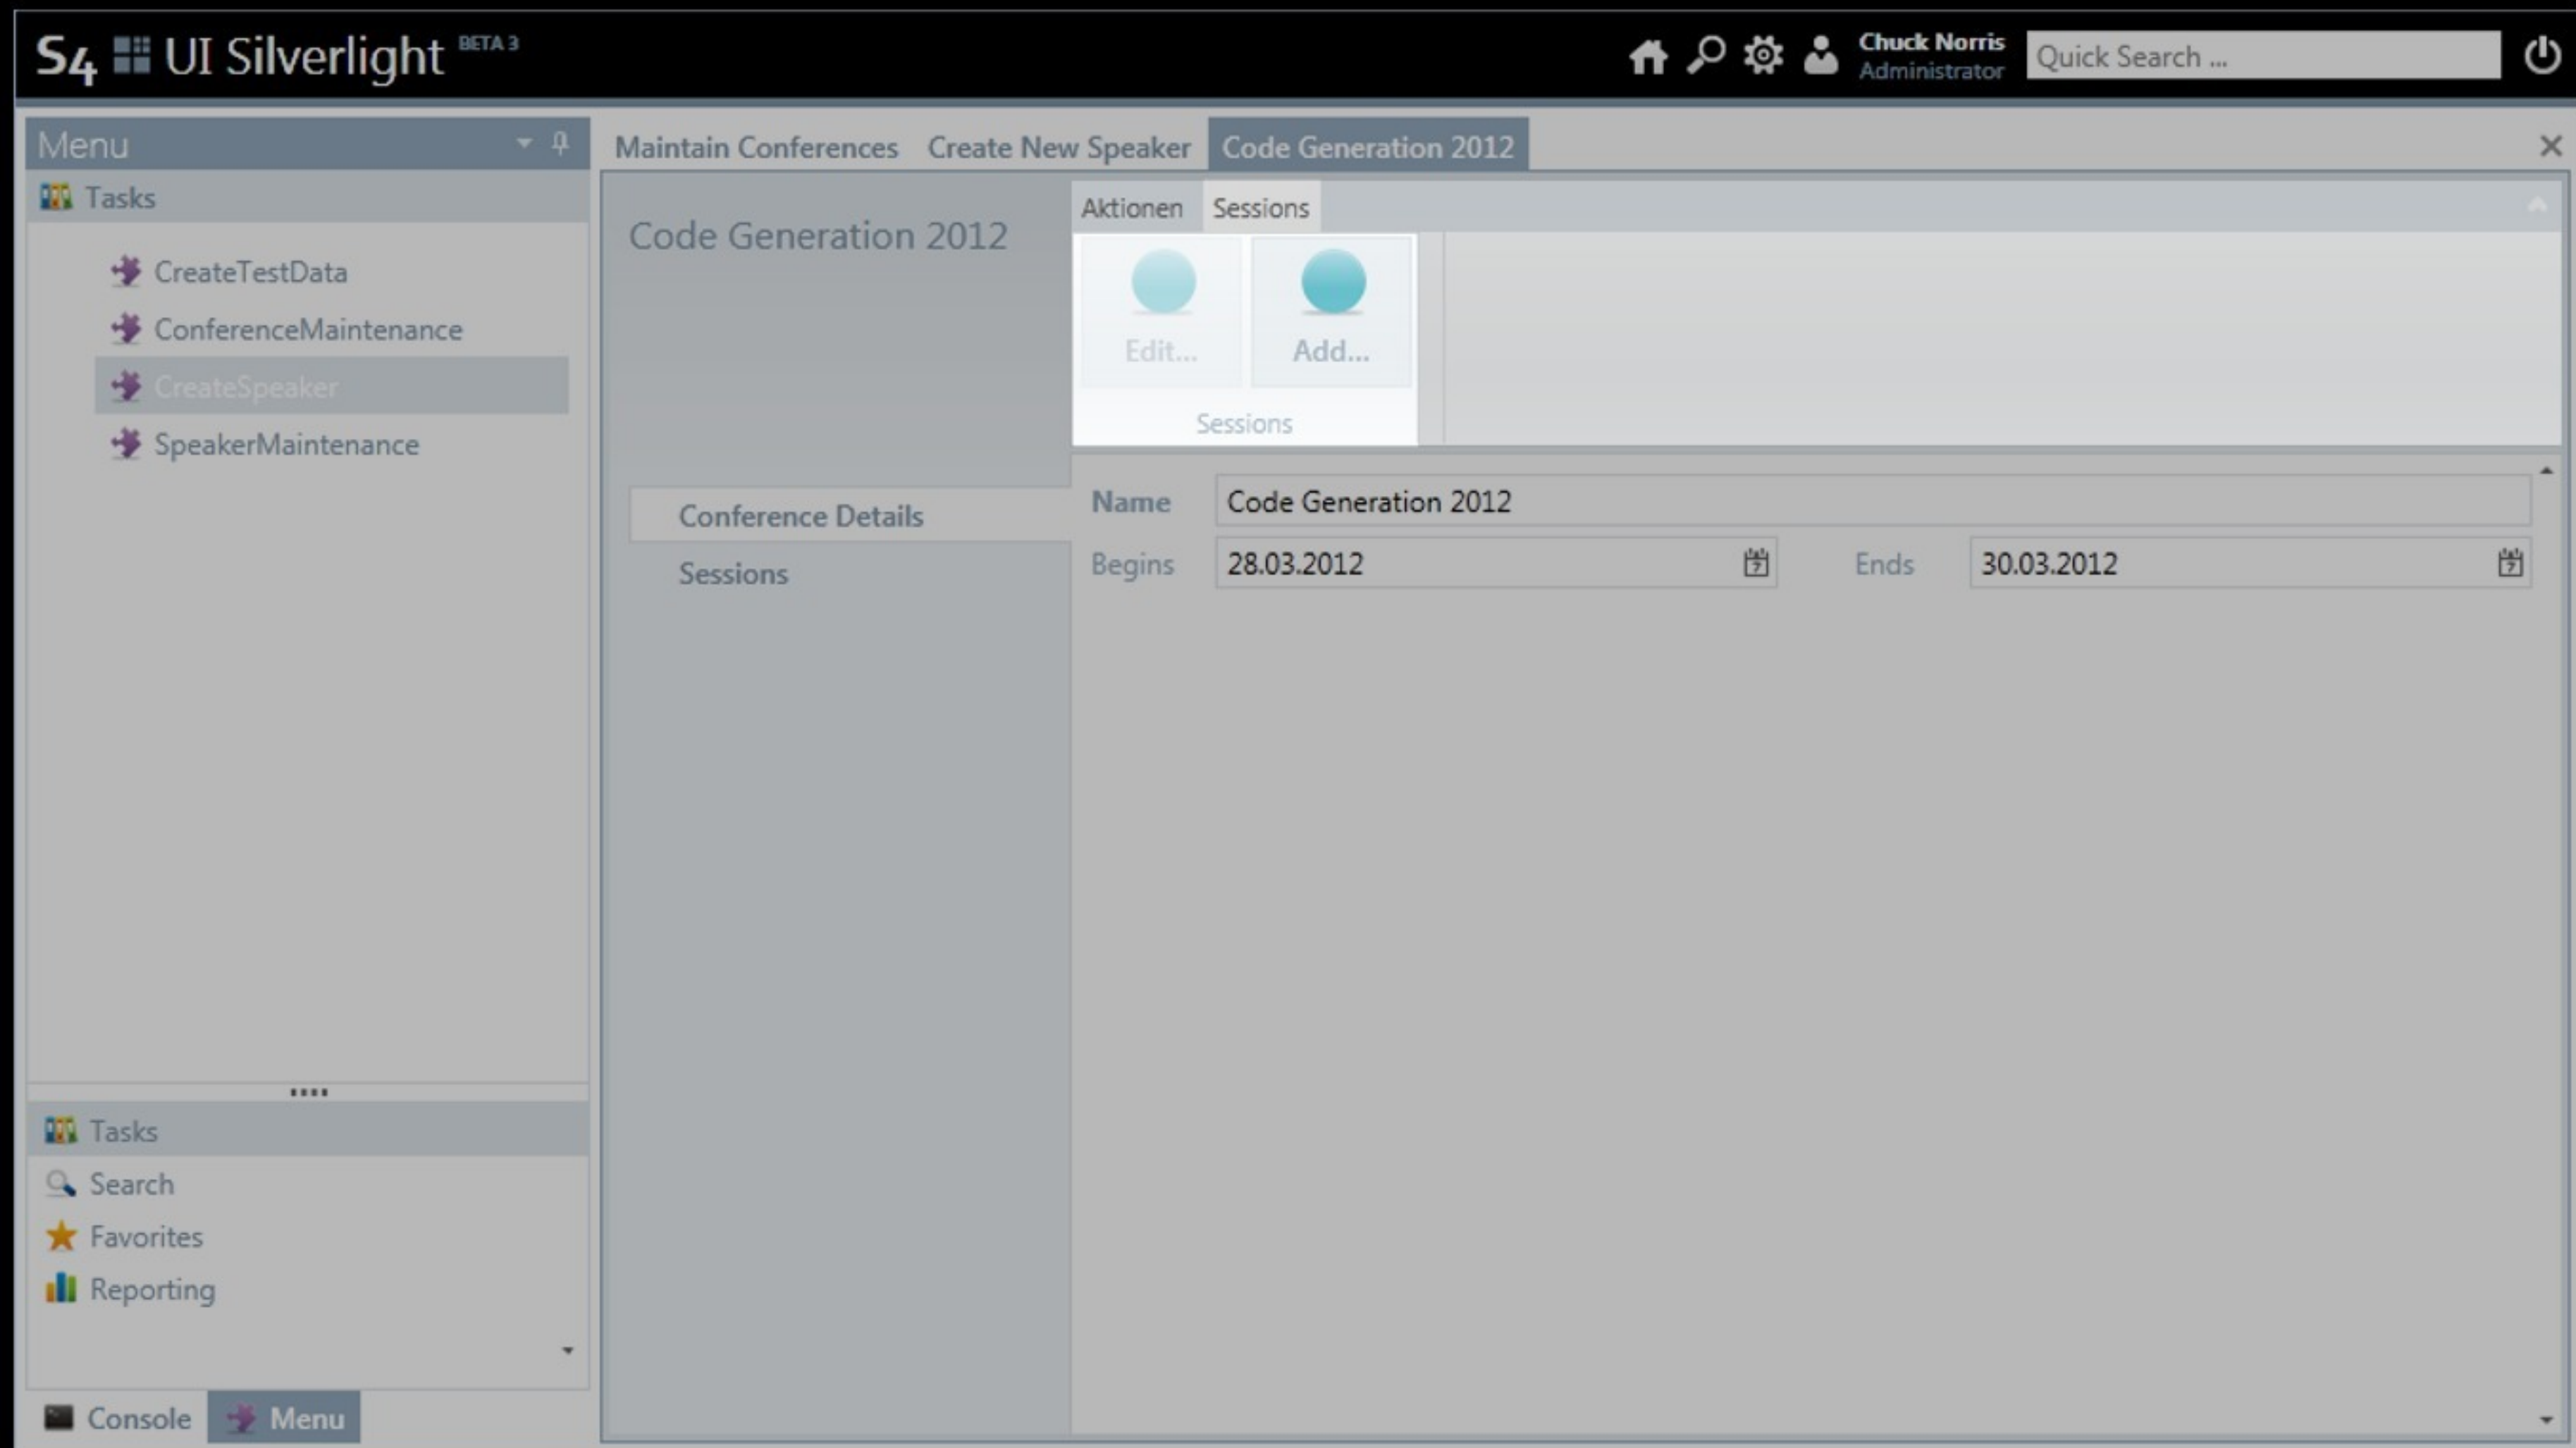 S4 UI Silverlight BETA 3
Chuck Norris
Administrator
Quick Search ...
Menu
Tasks
CreateTestData
ConferenceMaintenance
CreateSpeaker
SpeakerMaintenance
Tasks
Search
Favorites
Reporting
Console Menu
Maintain Conferences Create New Speaker Code Generation 2012
Code Generation 2012
Conference Details
Sessions
Aktionen Sessions
Edit... Add...
Sessions
Name Code Generation 2012
Begins 28.03.2012 Ends 30.03.2012